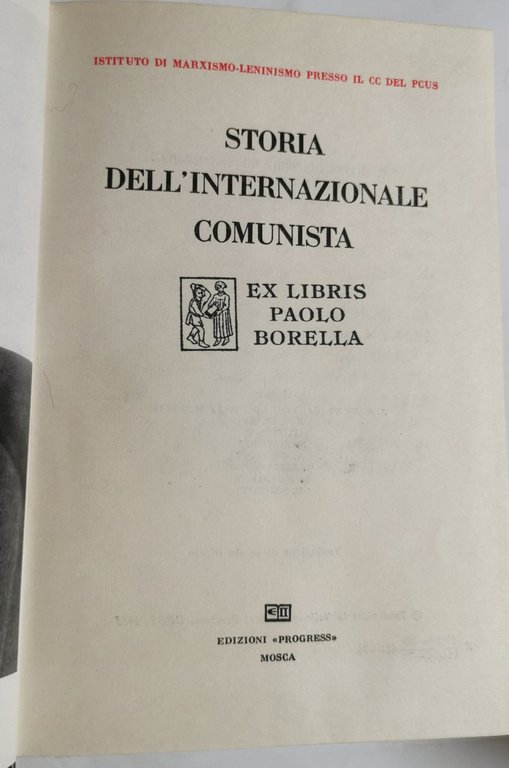 ISTITUTO DI MARXISMO-LENINISMO PRESSO IL CC DEL PCUS
STORIA
DELL'INTERNAZIONALE
COMUNISTA
EX LIBRIS
PAOLO
BORELLA
EDIZIONI «PROGRESS»
MOSCA